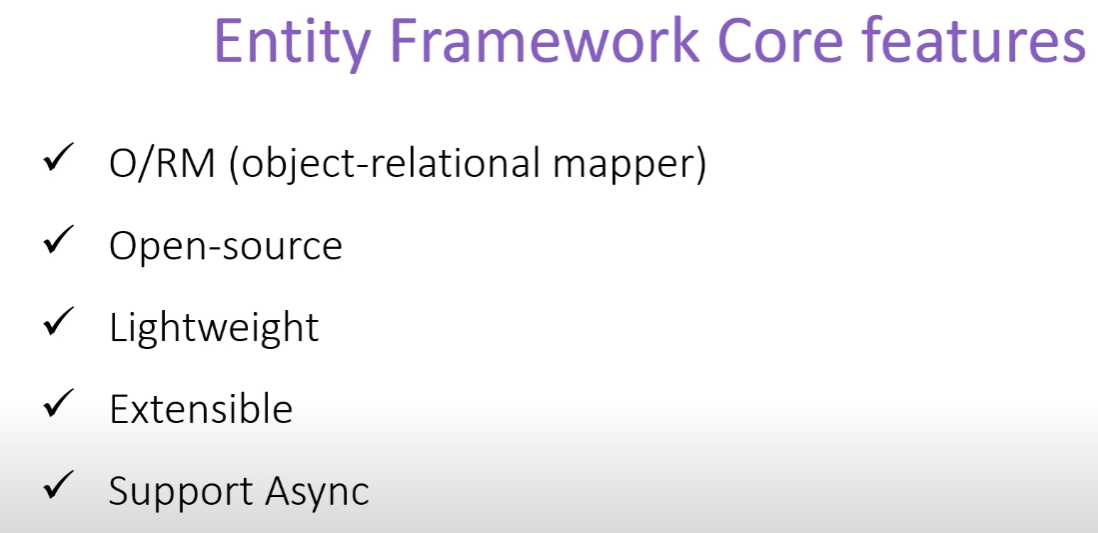 Entity Framework Core features
✓ O/RM (object-relational mapper)
✓ Open-source
✓ Lightweight
✓ Extensible
✓ Support Async